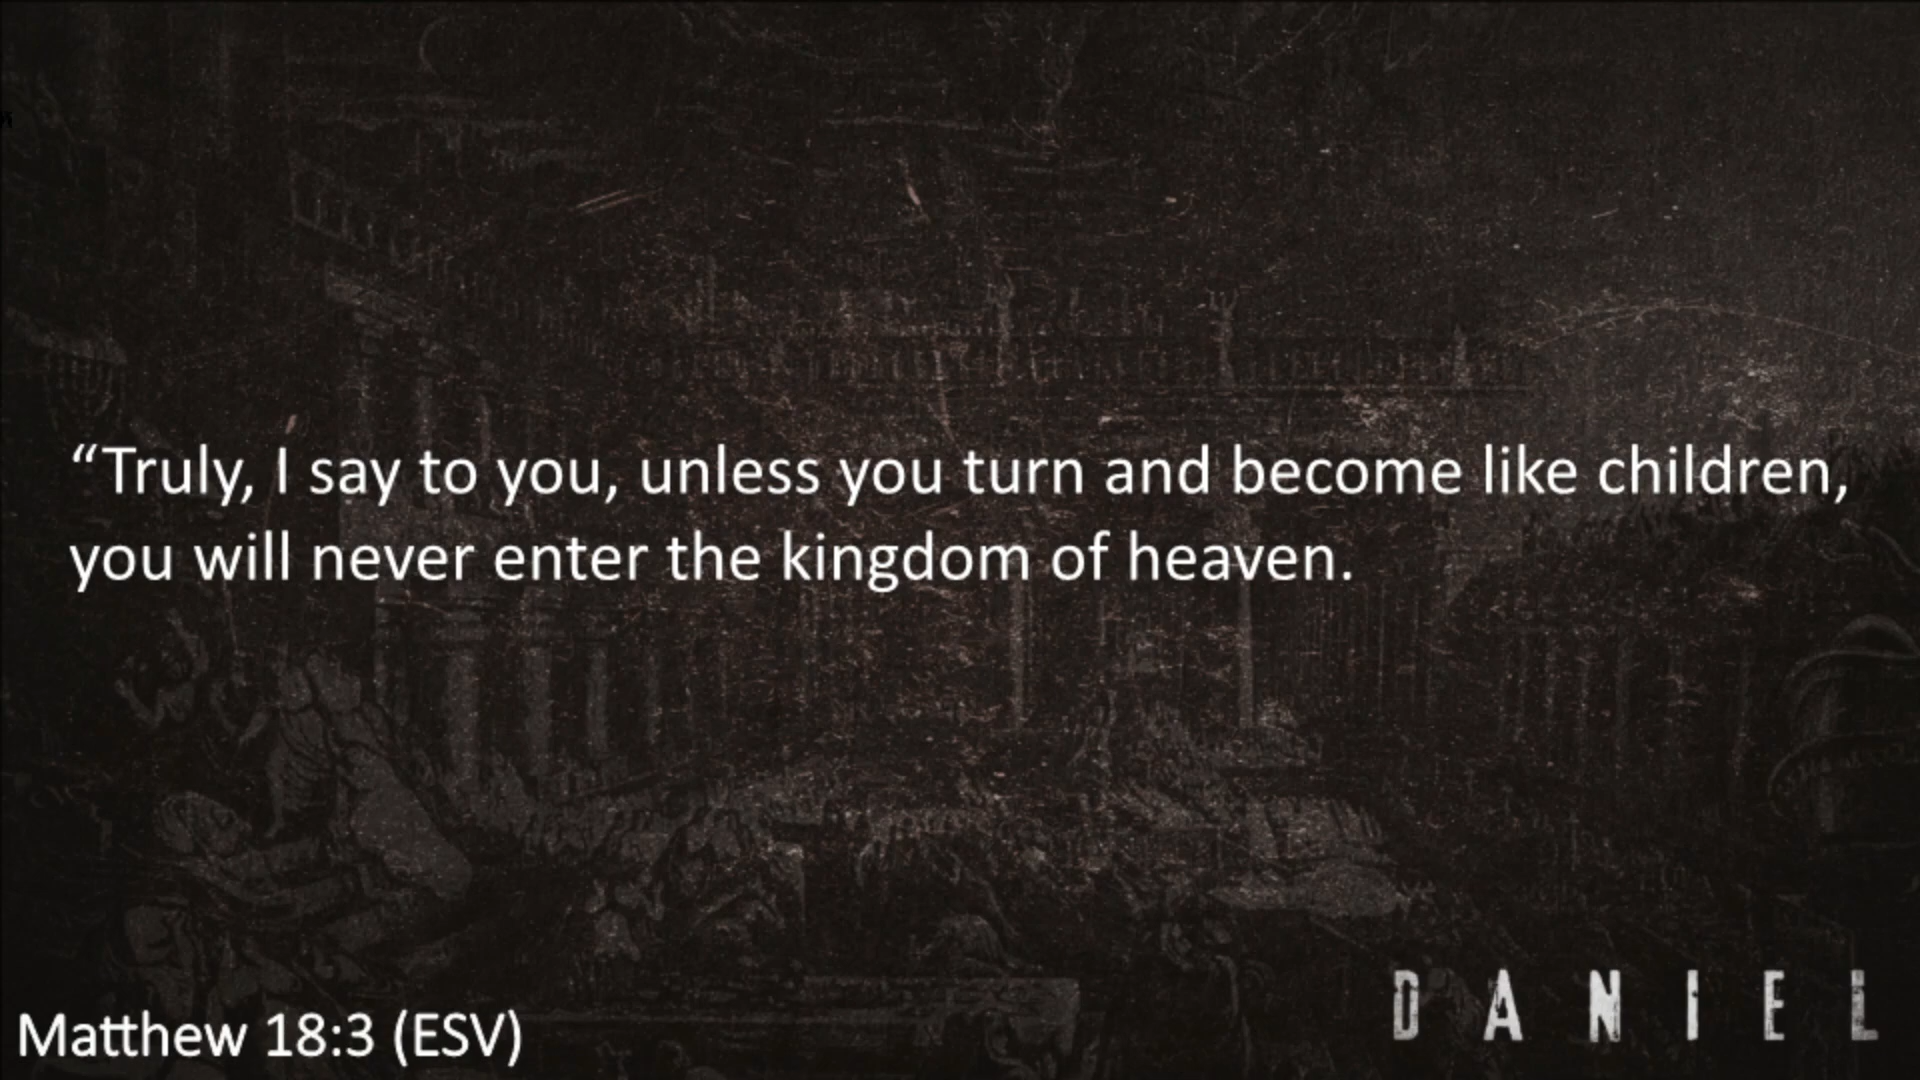 “Truly, I say to you, unless you turn and become like children,
you will never enter the kingdom of heaven.
Matthew 18:3 (ESV)
DANIEL